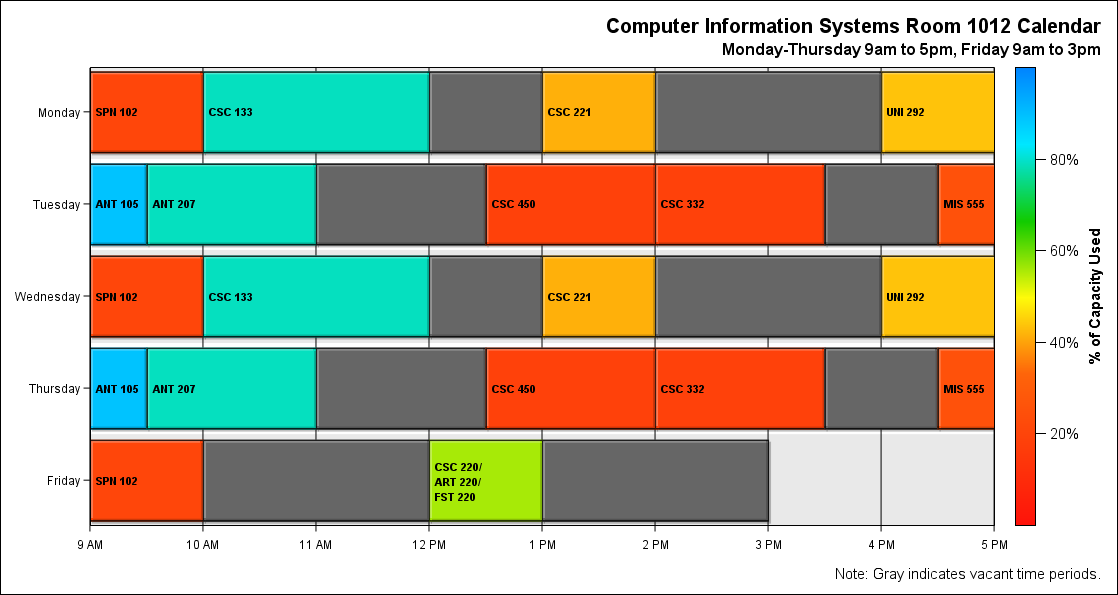 Computer Information Systems Room 1012 Calendar
Monday-Thursday 9am to 5pm, Friday 9am to 3pm
Monday
SPN 102
CSC 133
CSC 221
UNI 292
Tuesday
ANT 105
ANT 207
CSC 450
CSC 332
MIS 555
Wednesday
SPN 102
CSC 133
CSC 221
UNI 292
Thursday
ANT 105
ANT 207
CSC 450
CSC 332
MIS 555
Friday
SPN 102
CSC 220/
ART 220/
FST 220
9 AM
10 AM
11 AM
12 PM
1 PM
2 PM
3 PM
4 PM
5 PM
80%
60%
40%
20%
% of Capacity Used
Note: Gray indicates vacant time periods.